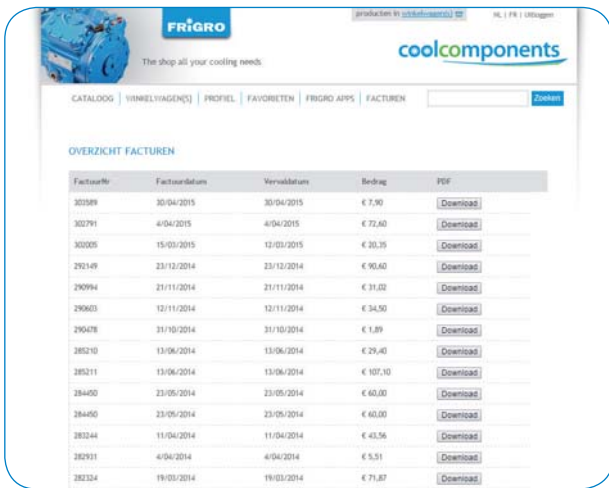 producten in winkelwagen(s) NL | FR | Uitloggen
FRIGRO
The shop all your cooling needs
coolcomponents
CATALOOG | WINKELWAGEN(S) | PROFIEL | FAVORIETEN | FRIGRO APPS | FACTUREN Zoeken
OVERZICHT FACTUREN
FactuurNr Factuurdatum Vervaldatum Bedrag PDF
303589 30/04/2015 30/04/2015 € 7,90 Download
302791 4/04/2015 4/04/2015 € 72,60 Download
302005 15/03/2015 12/03/2015 € 20,35 Download
292149 23/12/2014 23/12/2014 € 90,60 Download
290994 21/11/2014 21/11/2014 € 31,02 Download
290603 12/11/2014 12/11/2014 € 34,50 Download
290478 31/10/2014 31/10/2014 € 1,89 Download
285210 13/06/2014 13/06/2014 € 29,40 Download
285211 13/06/2014 13/06/2014 € 107,10 Download
284450 23/05/2014 23/05/2014 € 60,00 Download
284450 23/05/2014 23/05/2014 € 60,00 Download
283244 11/04/2014 11/04/2014 € 43,56 Download
282931 4/04/2014 4/04/2014 € 5,51 Download
282324 19/03/2014 19/03/2014 € 71,87 Download